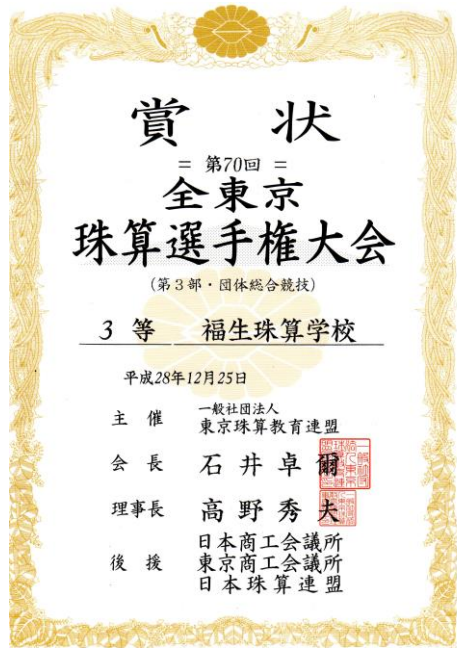 賞状
= 第70回 =
全東京
珠算選手権大会
(第3部・団体総合競技)
3等 福生珠算学校
平成28年12月25日
主催 一般社団法人
東京珠算教育連盟
会長 石井卓爾
理事長 高野秀夫
後援 日本商工会議所
東京商工会議所
日本珠算連盟